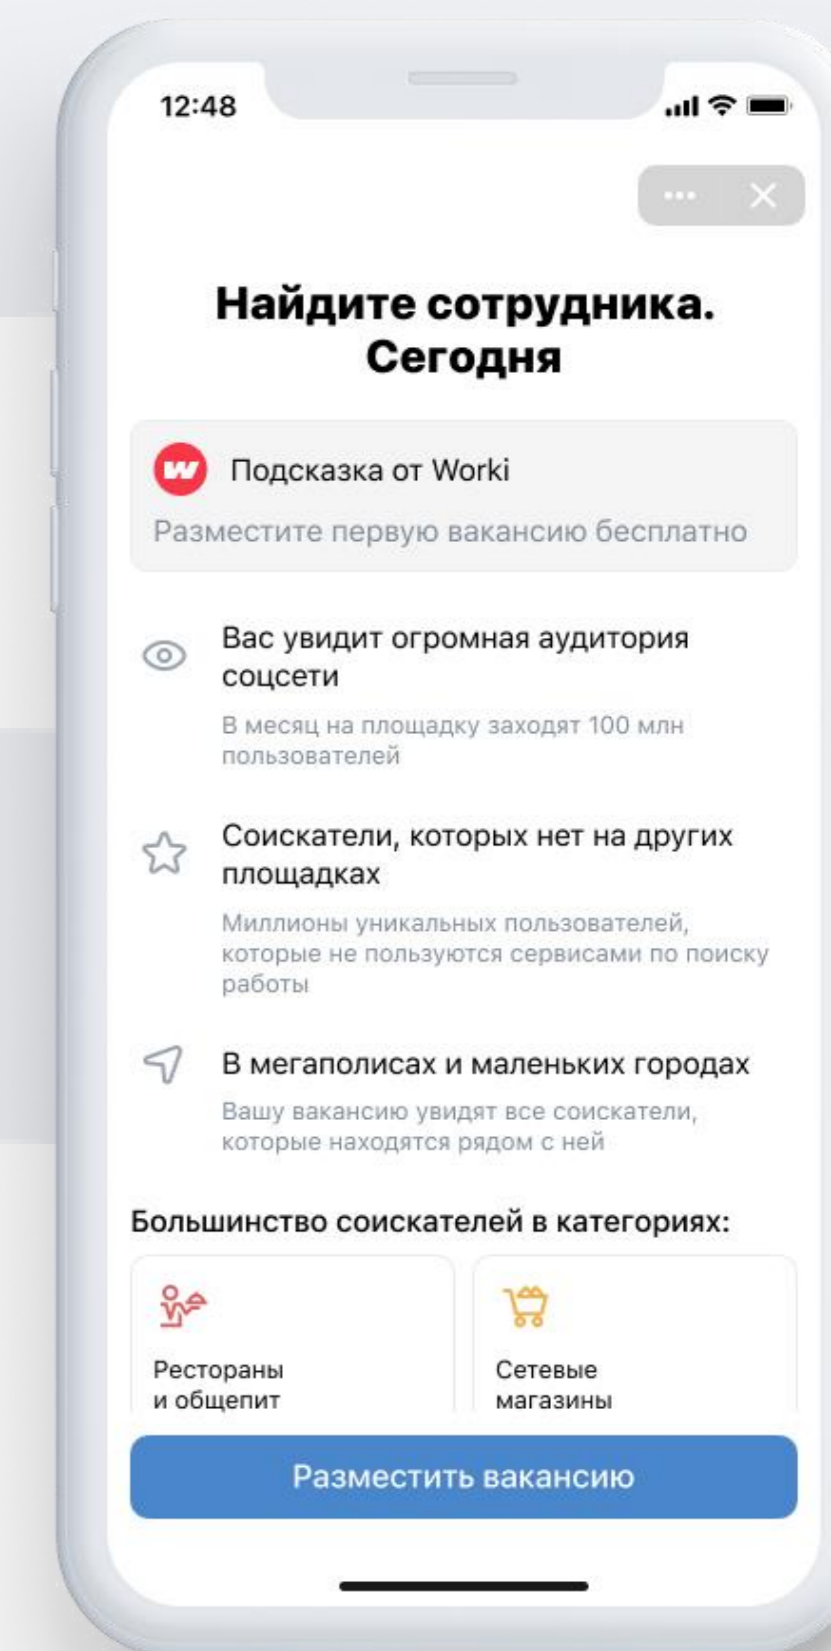 12:48
Найдите сотрудника.
Сегодня
W Подсказка от Worki
Разместите первую вакансию бесплатно
Вас увидит огромная аудитория
соцсети
В месяц на площадку заходят 100 млн
пользователей
Соискатели, которых нет на других
площадках
Миллионы уникальных пользователей,
которые не пользуются сервисами по поиску
работы
В мегаполисах и маленьких городах
Вашу вакансию увидят все соискатели,
которые находятся рядом с ней
Большинство соискателей в категориях:
Рестораны
и общепит
Сетевые
магазины
Разместить вакансию